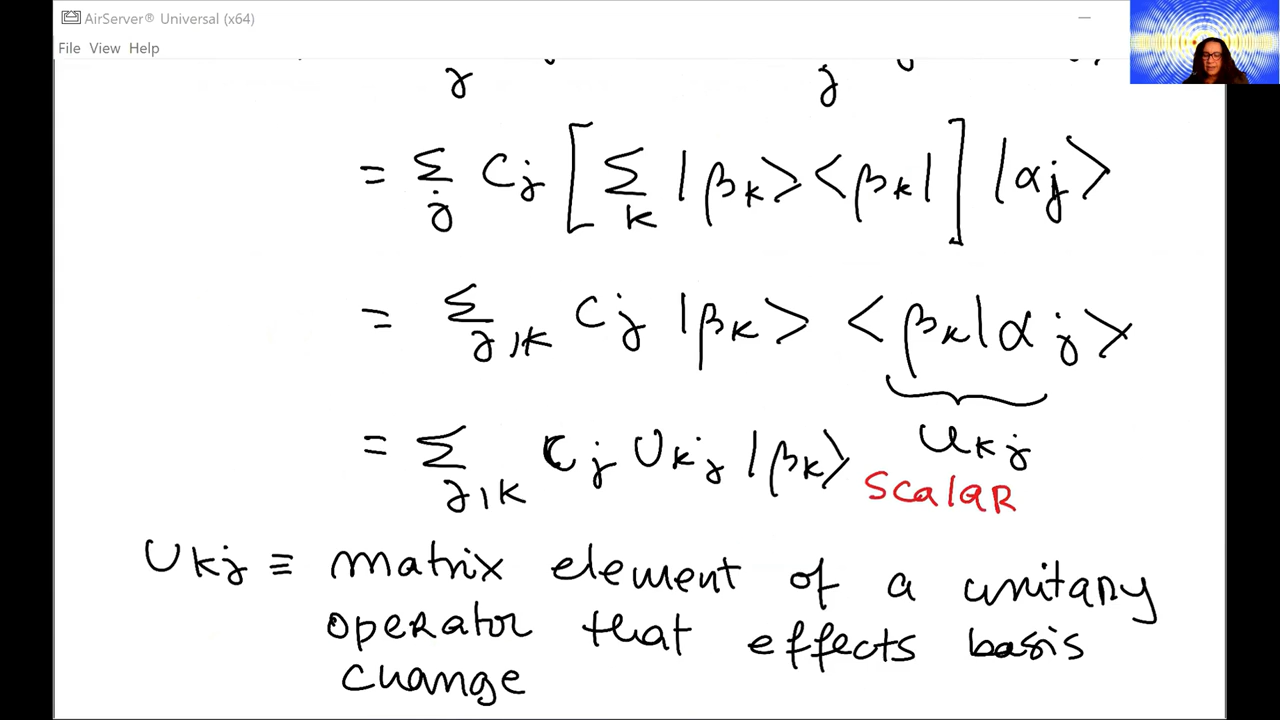 AirServer® Universal (x64)
File View Help
j j
= Σ_j C_j [ Σ_k |β_k> <β_k| ] |α_j>
= Σ_{j,k} C_j |β_k> <β_k|α_j>
= Σ_{j,k} C_j U_kj |β_k> U_kj
SCALAR
U_kj ≡ matrix element of a unitary
operator that effects basis
change